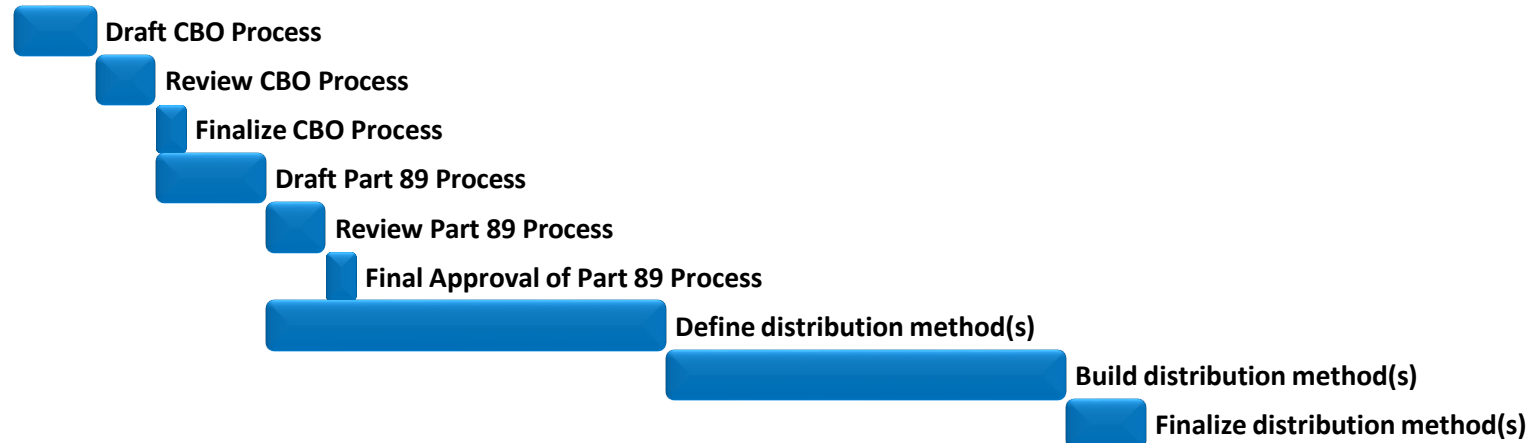 Draft CBO Process
Review CBO Process
Finalize CBO Process
Draft Part 89 Process
Review Part 89 Process
Final Approval of Part 89 Process
Define distribution method(s)
Build distribution method(s)
Finalize distribution method(s)